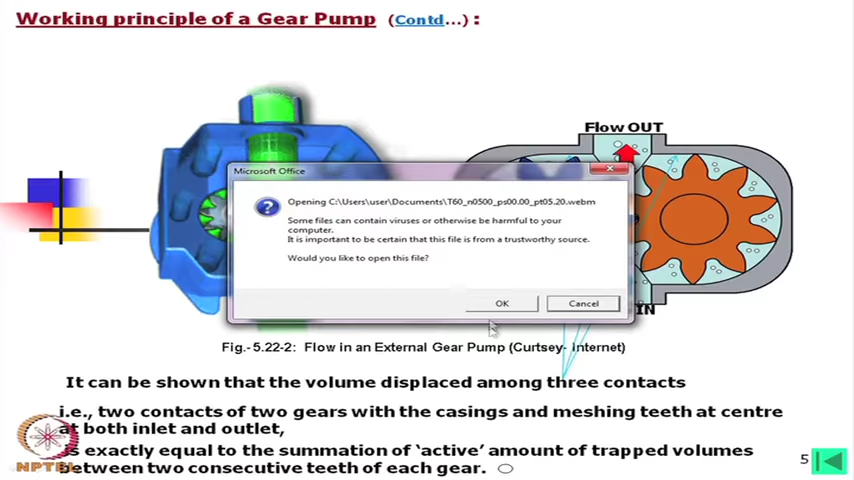 Working principle of a Gear Pump (Contd...) :
Flow OUT
Microsoft Office
Opening C:\Users\user\Documents\T60_n0500_ps00.00_pt05.20.webm
Some files can contain viruses or otherwise be harmful to your
computer.
It is important to be certain that this file is from a trustworthy source.
Would you like to open this file?
OK
Cancel
IN
Fig.- 5.22-2: Flow in an External Gear Pump (Curtsey- Internet)
It can be shown that the volume displaced among three contacts
i.e., two contacts of two gears with the casings and meshing teeth at centre
at both inlet and outlet,
is exactly equal to the summation of ‘active’ amount of trapped volumes
between two consecutive teeth of each gear.
5
NPTEL